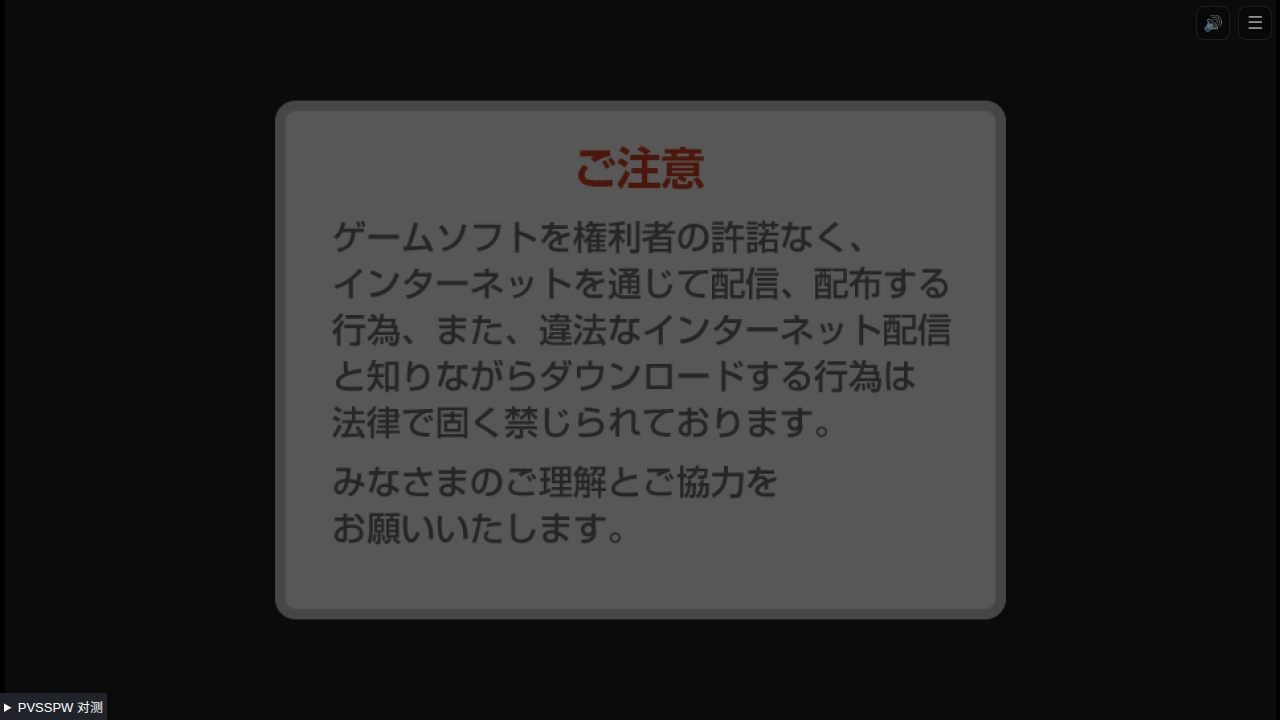 ご注意
ゲームソフトを権利者の許諾なく、
インターネットを通じて配信、配布する
行為、また、違法なインターネット配信
と知りながらダウンロードする行為は
法律で固く禁じられております。
みなさまのご理解とご協力を
お願いいたします。
PVSSPW 对测